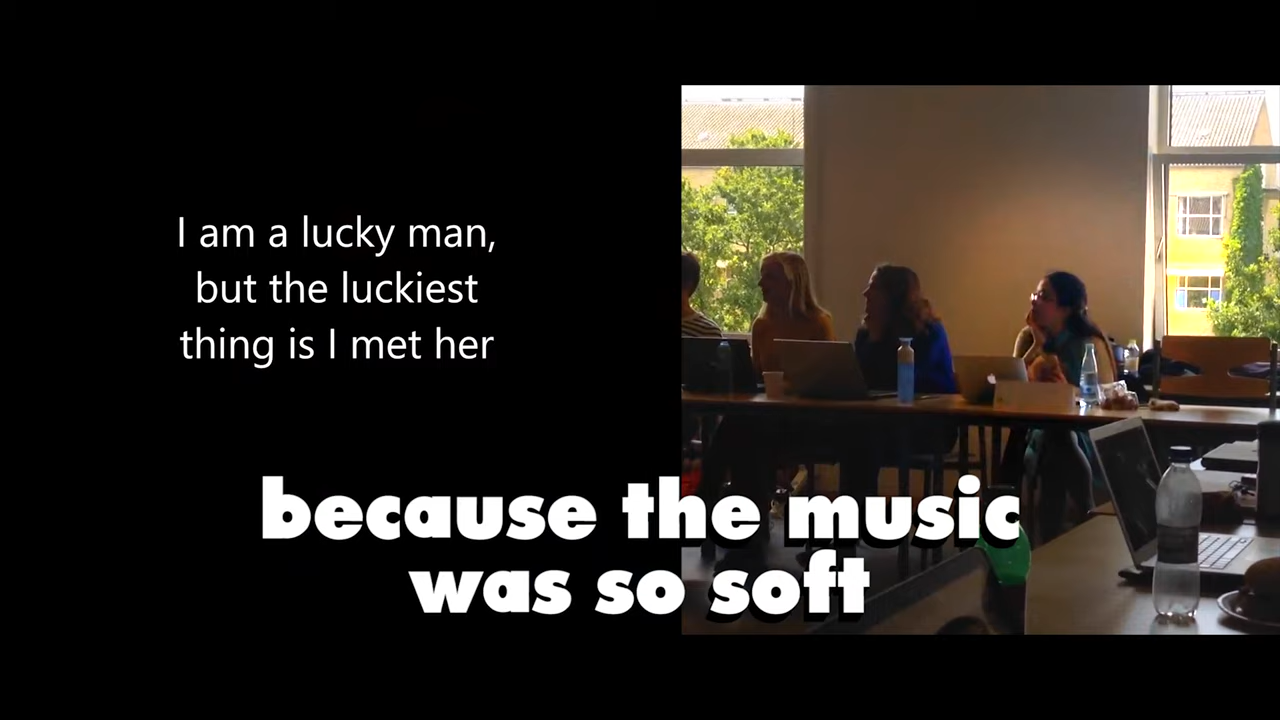 I am a lucky man,
but the luckiest
thing is I met her
because the music
was so soft